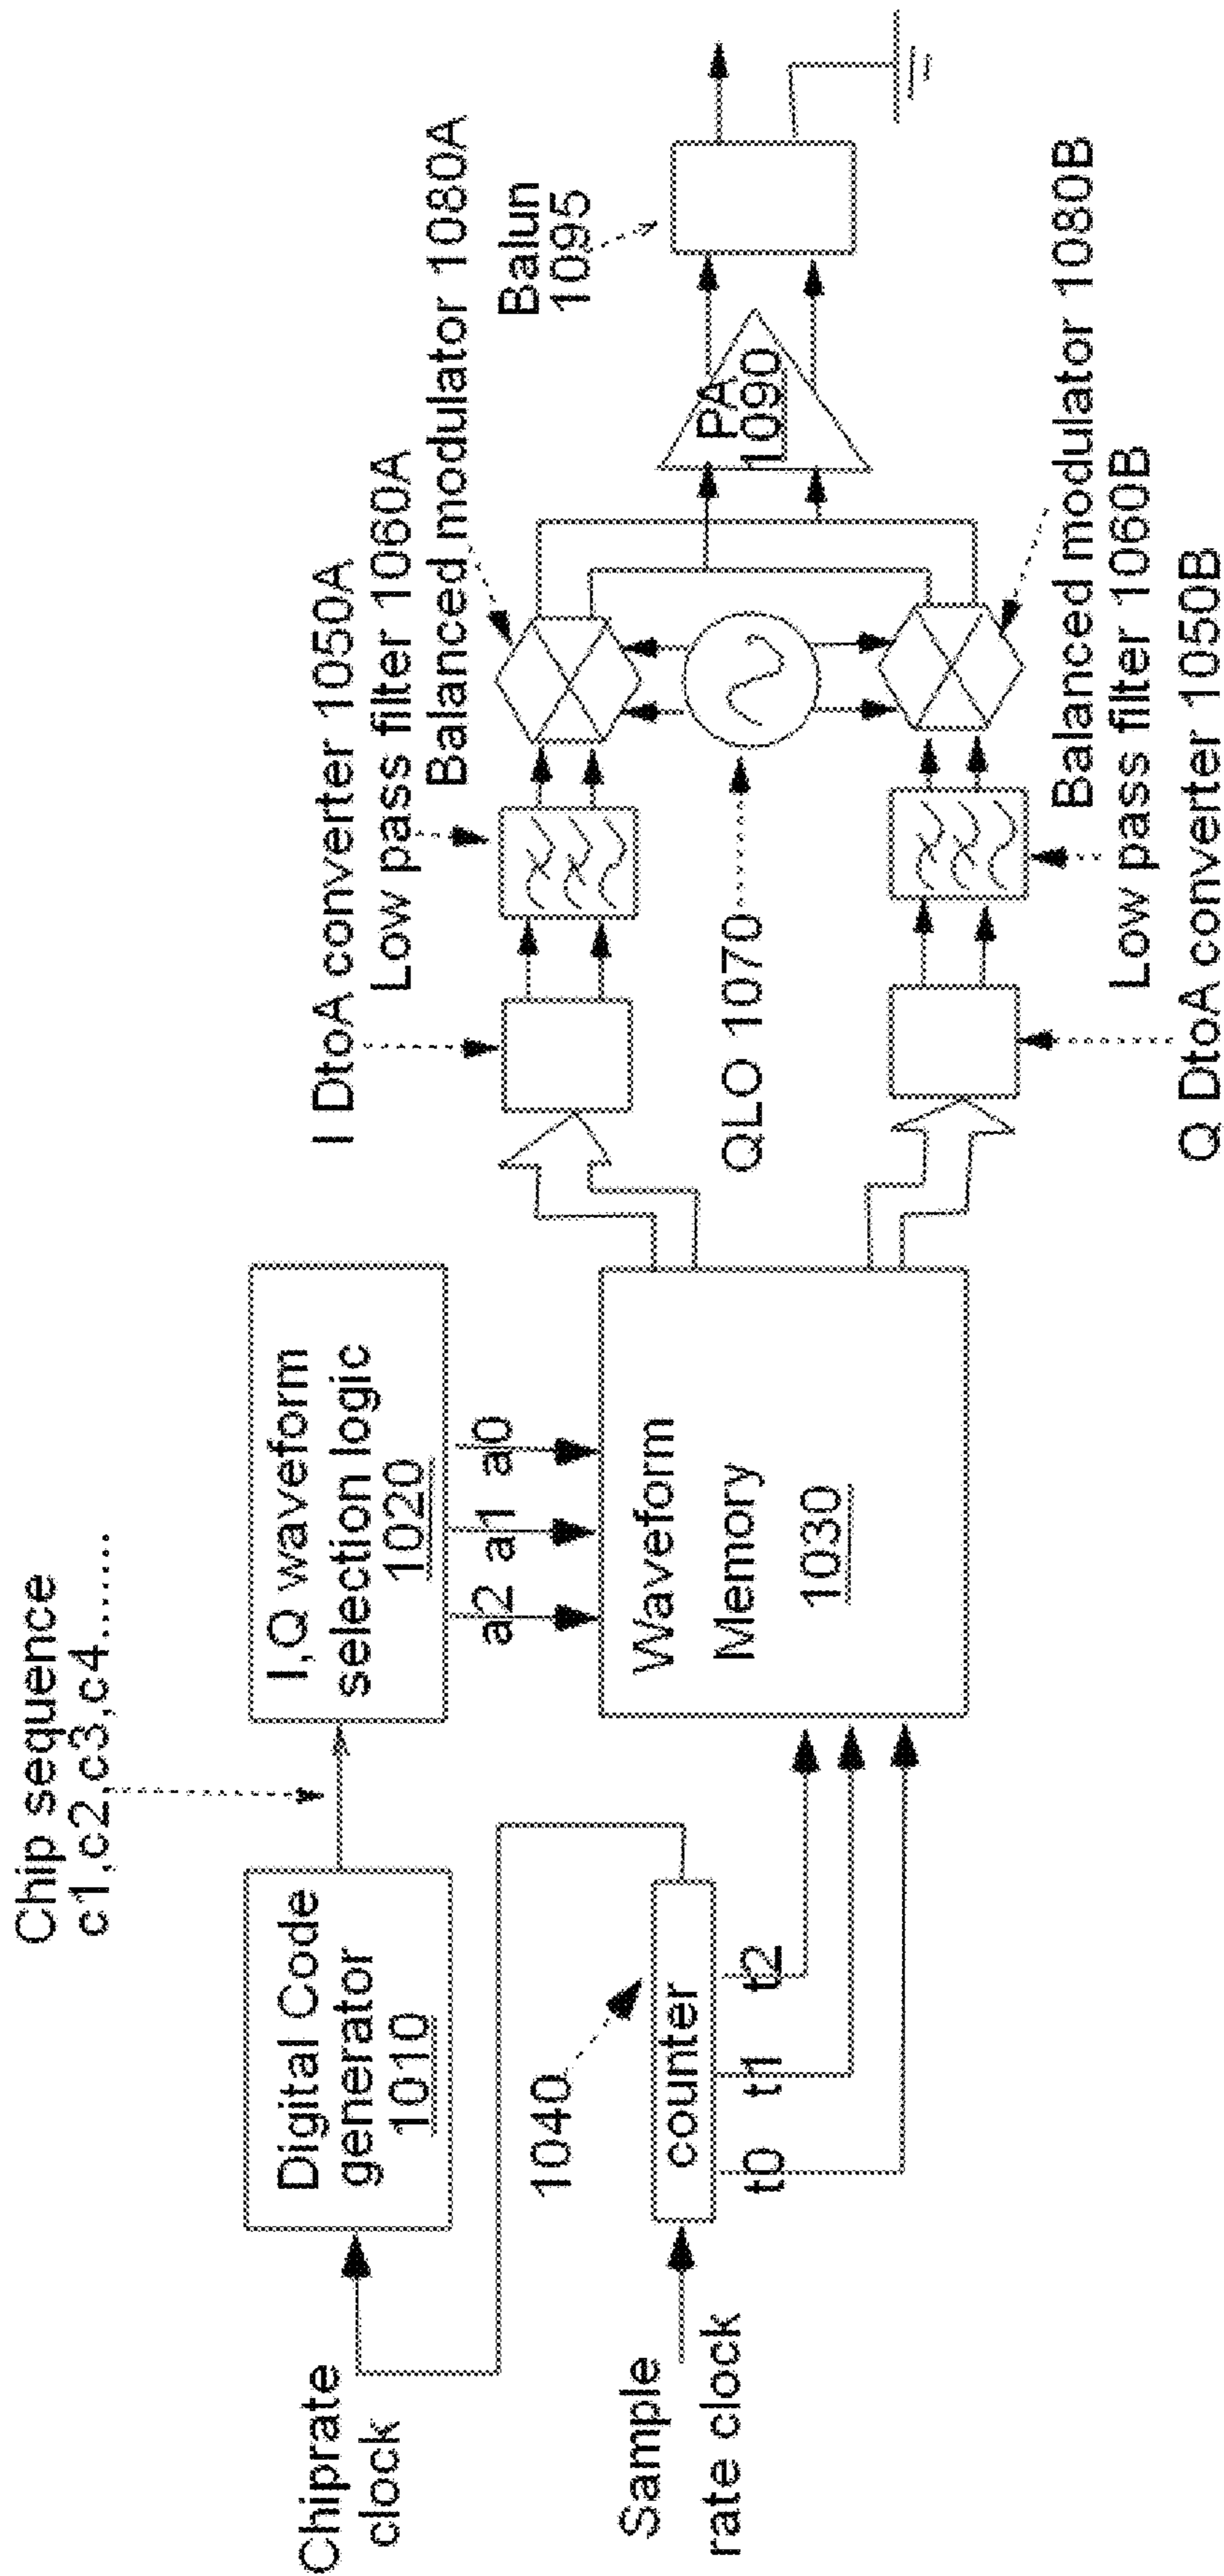 Chip sequence
c1,c2,c3,c4.......
Digital Code
generator
1010
I,Q waveform
selection logic
1020
Chiprate
clock
a2
a1
a0
1040
counter
t0
t1
t2
Sample
rate clock
Waveform
Memory
1030
I DtoA converter 1050A
Low pass filter 1060A
Balanced modulator 1080A
Balun
1095
QLO 1070
PA
1090
Balanced modulator 1080B
Low pass filter 1060B
Q DtoA converter 1050B